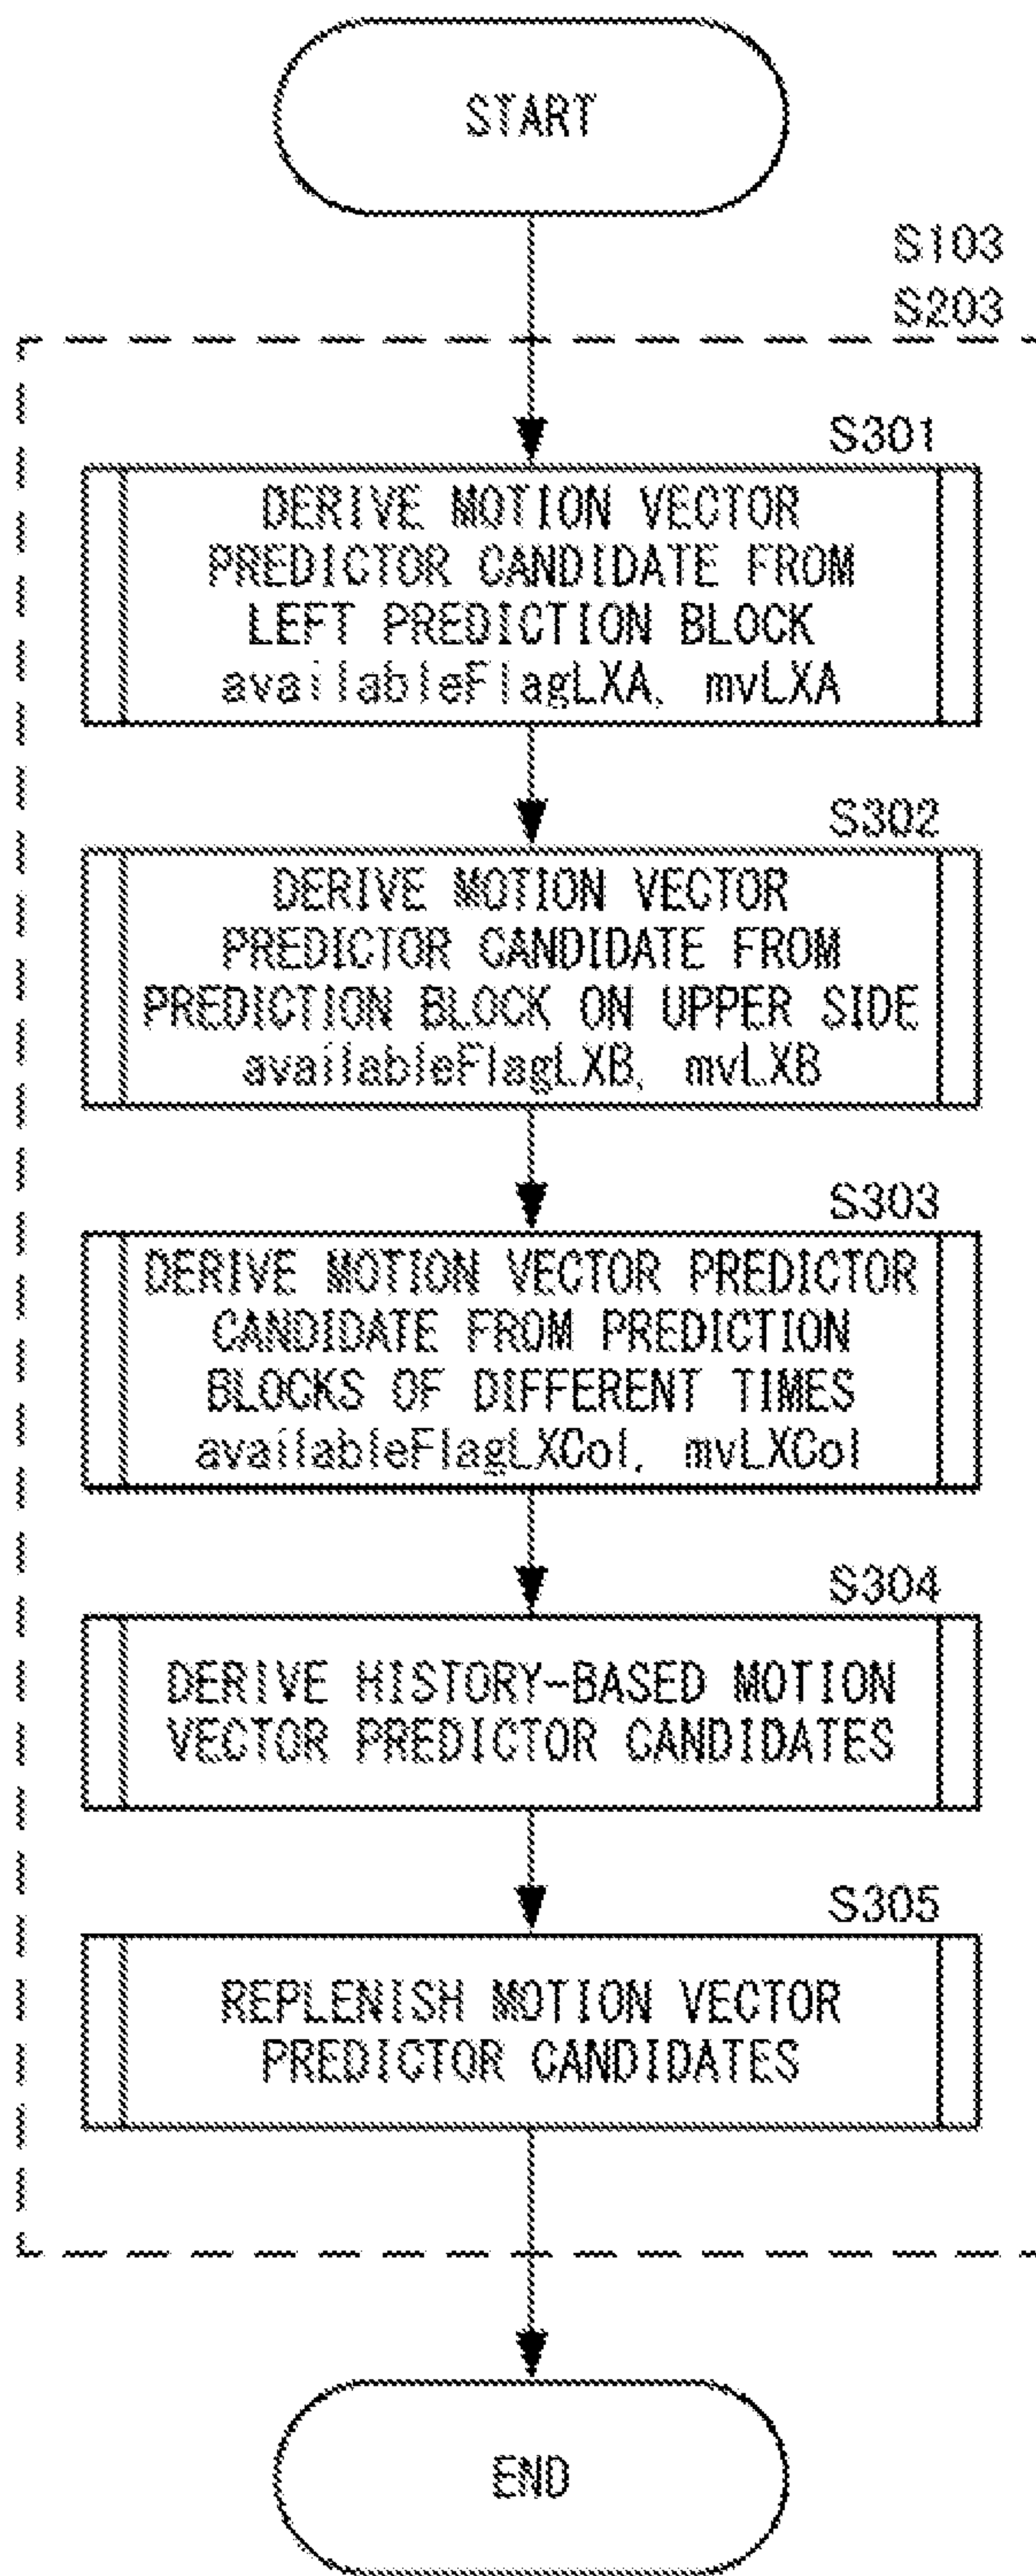 START
S103
S203
S301
DERIVE MOTION VECTOR
PREDICTOR CANDIDATE FROM
LEFT PREDICTION BLOCK
availableFlagLXA, mvLXA
S302
DERIVE MOTION VECTOR
PREDICTOR CANDIDATE FROM
PREDICTION BLOCK ON UPPER SIDE
availableFlagLXB, mvLXB
S303
DERIVE MOTION VECTOR PREDICTOR
CANDIDATE FROM PREDICTION
BLOCKS OF DIFFERENT TIMES
availableFlagLXCol, mvLXCol
S304
DERIVE HISTORY-BASED MOTION
VECTOR PREDICTOR CANDIDATES
S305
REPLENISH MOTION VECTOR
PREDICTOR CANDIDATES
END